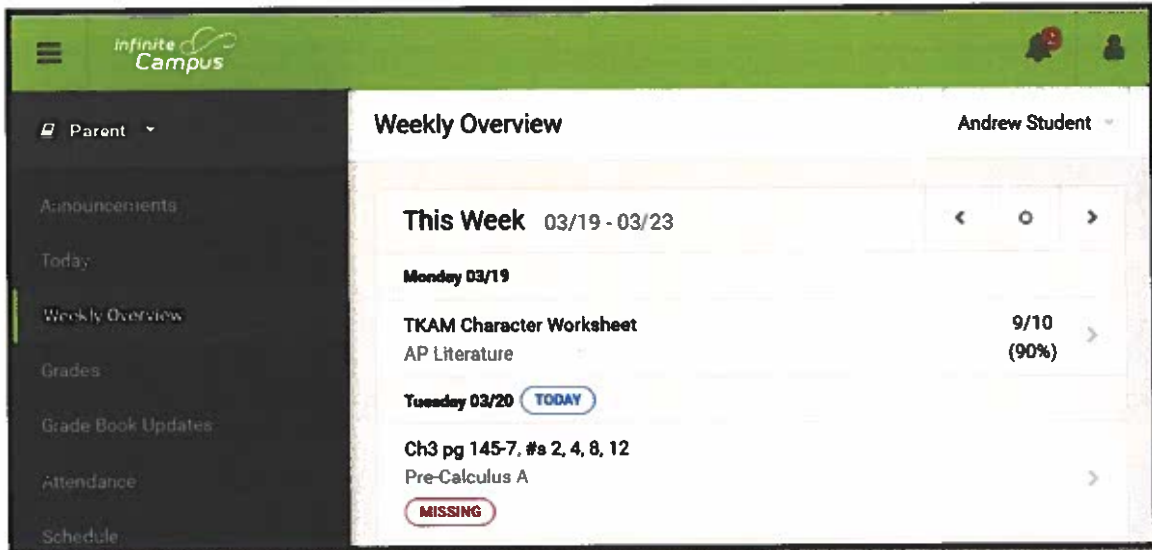 Infinite
Campus
Parent
Weekly Overview
Andrew Student
Announcements
Today
Weekly Overview
Grades
Grade Book Updates
Attendance
Schedule
This Week 03/19 - 03/23
Monday 03/19
TKAM Character Worksheet
9/10
AP Literature
(90%)
Tuesday 03/20 TODAY
Ch3 pg 145-7, #s 2, 4, 8, 12
Pre-Calculus A
MISSING